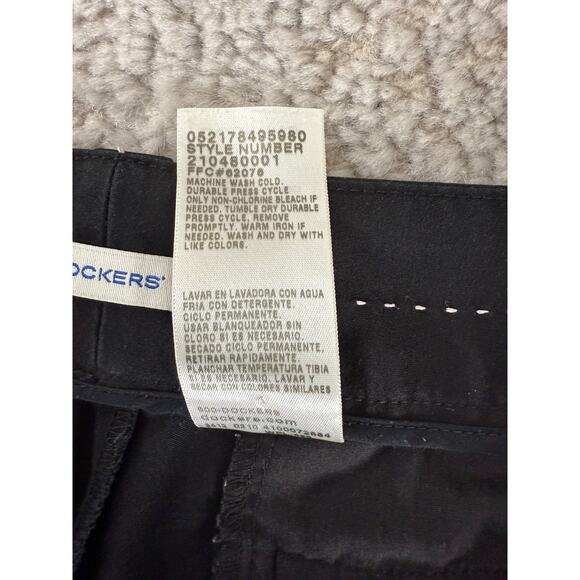 052178495980
STYLE NUMBER
210480001
FFC#62076
MACHINE WASH COLD.
DURABLE PRESS CYCLE
ONLY NON-CHLORINE BLEACH IF
NEEDED. TUMBLE DRY DURABLE
PRESS CYCLE, REMOVE
PROMPTLY. WARM IRON IF
NEEDED. WASH AND DRY WITH
LIKE COLORS.
OCKERS
LAVAR EN LAVADORA CON AGUA
FRIA CON DETERGENTE.
CICLO PERMANENTE.
USAR BLANQUEADOR SIN
CLORO SI ES NECESARIO.
SECADO CICLO PERMANENTE.
RETIRAR RAPIDAMENTE.
PLANCHAR TEMPERATURA TIBIA
SI ES NECESARIO. LAVAR Y
SECAR CON COLORES SIMILARES
800-DOCKERS
dockers.com
0210 4100072684